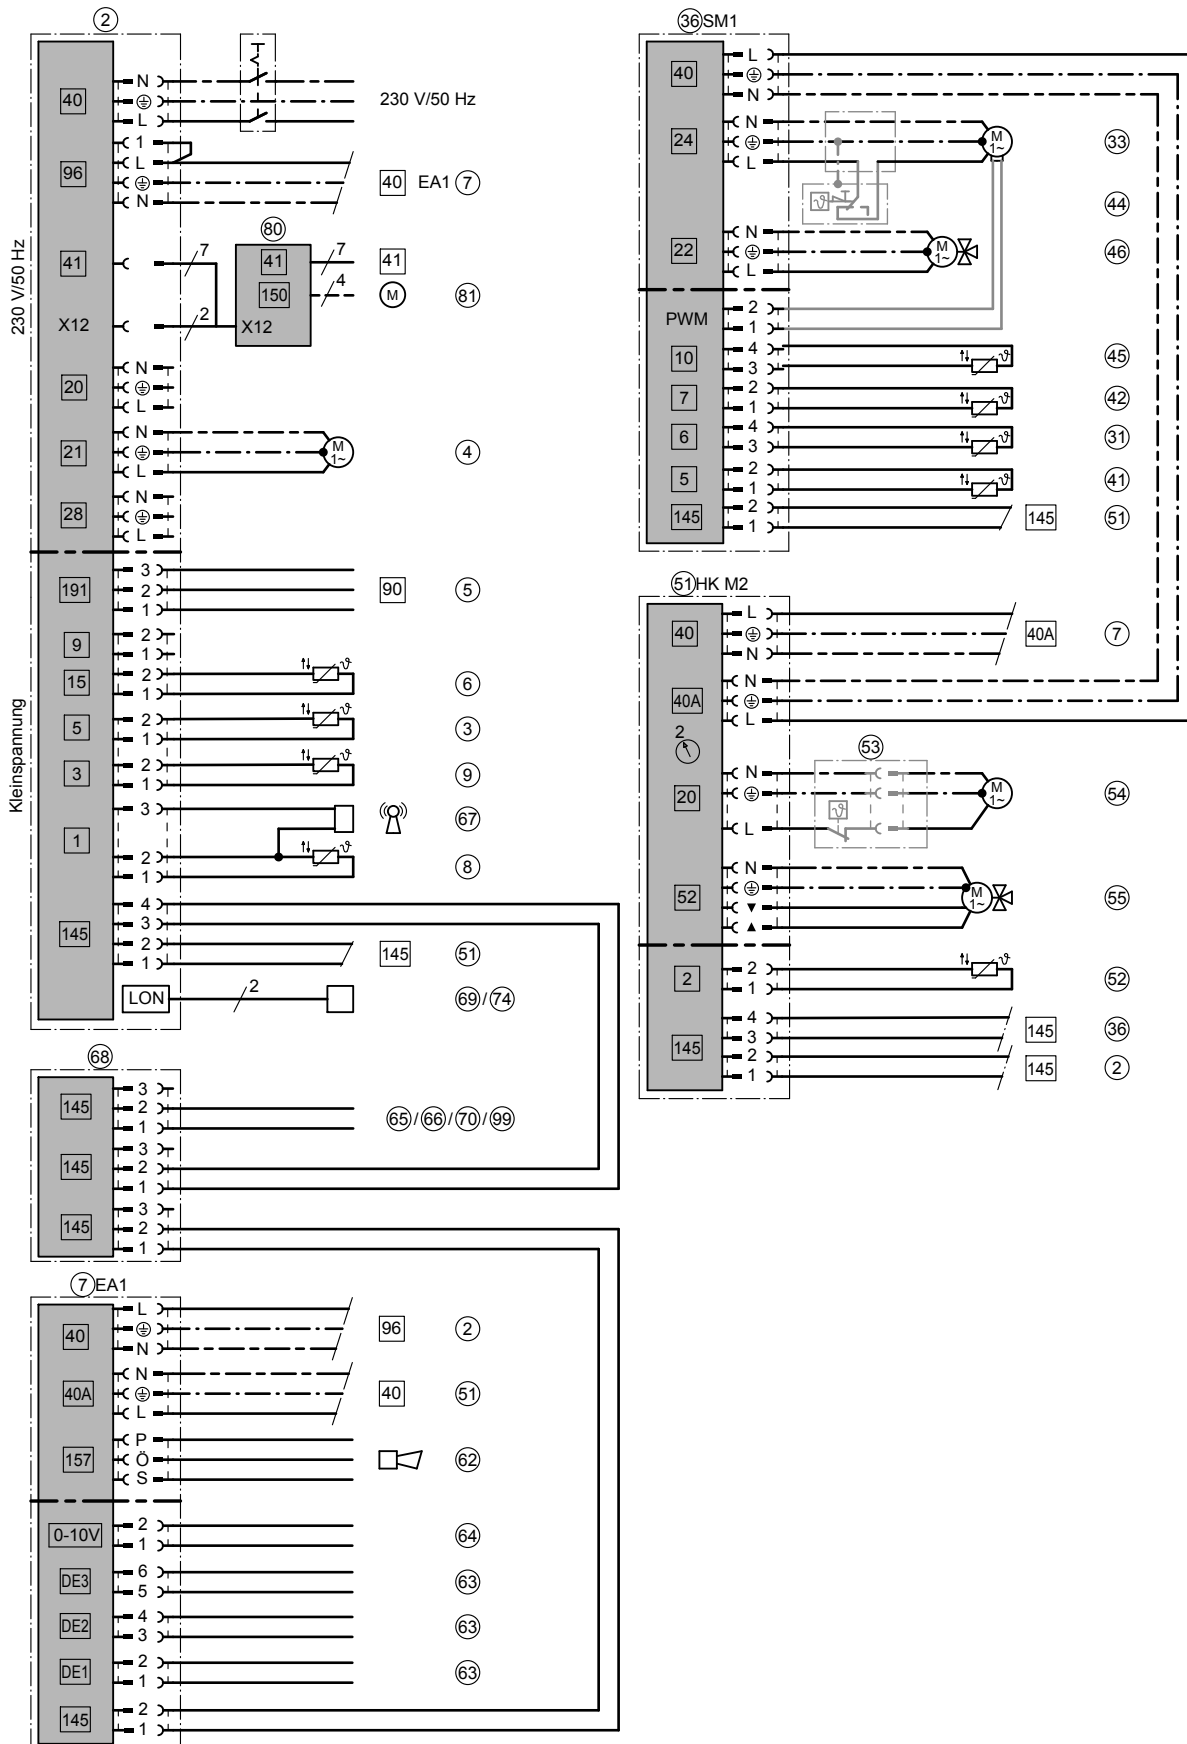 2
230 V/50 Hz
Kleinspannung
40
N
L
230 V/50 Hz
96
1
L
N
40 EA1 7
41
7
X12
2
80
41
150
X12
7
41
4
M
81
20
N
L
21
N
L
M
1~
4
28
N
L
191
3
2
1
90
5
9
2
1
15
2
1
ϑ
6
5
2
1
ϑ
3
3
2
1
ϑ
9
1
3
67
2
1
ϑ
8
145
4
3
2
1
145
51
LON
2
69/74
68
145
3
2
1
65/66/70/99
145
3
2
1
145
3
2
1
7 EA1
40
L
N
96
2
40A
N
L
40
51
157
P
Ö
S
62
0-10V
2
1
64
DE3
6
5
63
DE2
4
3
63
DE1
2
1
63
145
2
1
36 SM1
40
L
N
24
N
L
M
1~
33
ϑ
44
22
N
L
M
1~
46
PWM
2
1
10
4
3
ϑ
45
7
2
1
ϑ
42
6
4
3
ϑ
31
5
2
1
ϑ
41
145
2
1
145
51
51 HK M2
40
L
N
40A
7
40A
N
L
2
53
20
N
L
ϑ
M
1~
54
52
N
▼
▲
M
1~
55
2
2
1
ϑ
52
145
4
3
2
1
145
36
145
2